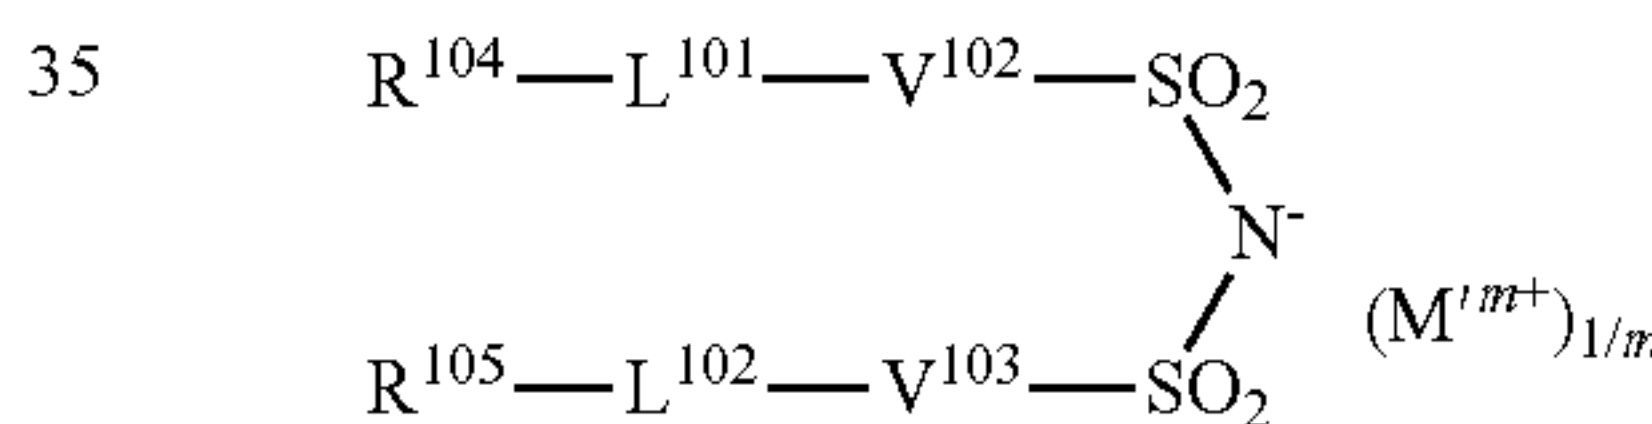 35 R¹⁰⁴—L¹⁰¹—V¹⁰²—SO₂
N⁻
(M'ᵐ⁺)₁/ₘ
R¹⁰⁵—L¹⁰²—V¹⁰³—SO₂